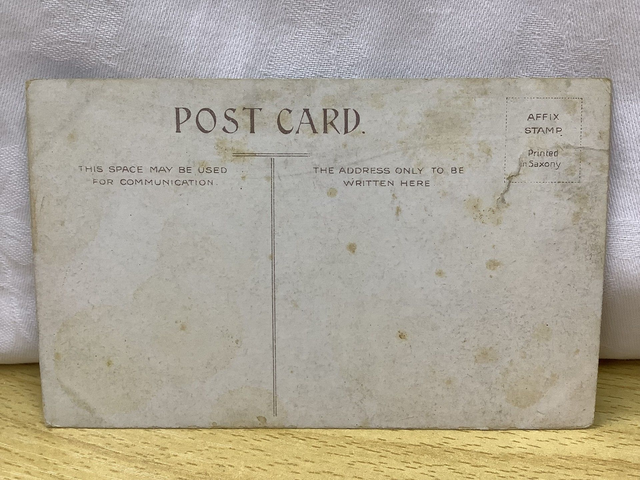 POST CARD.
THIS SPACE MAY BE USED
FOR COMMUNICATION.
THE ADDRESS ONLY TO BE
WRITTEN HERE
AFFIX
STAMP.
Printed
in Saxony